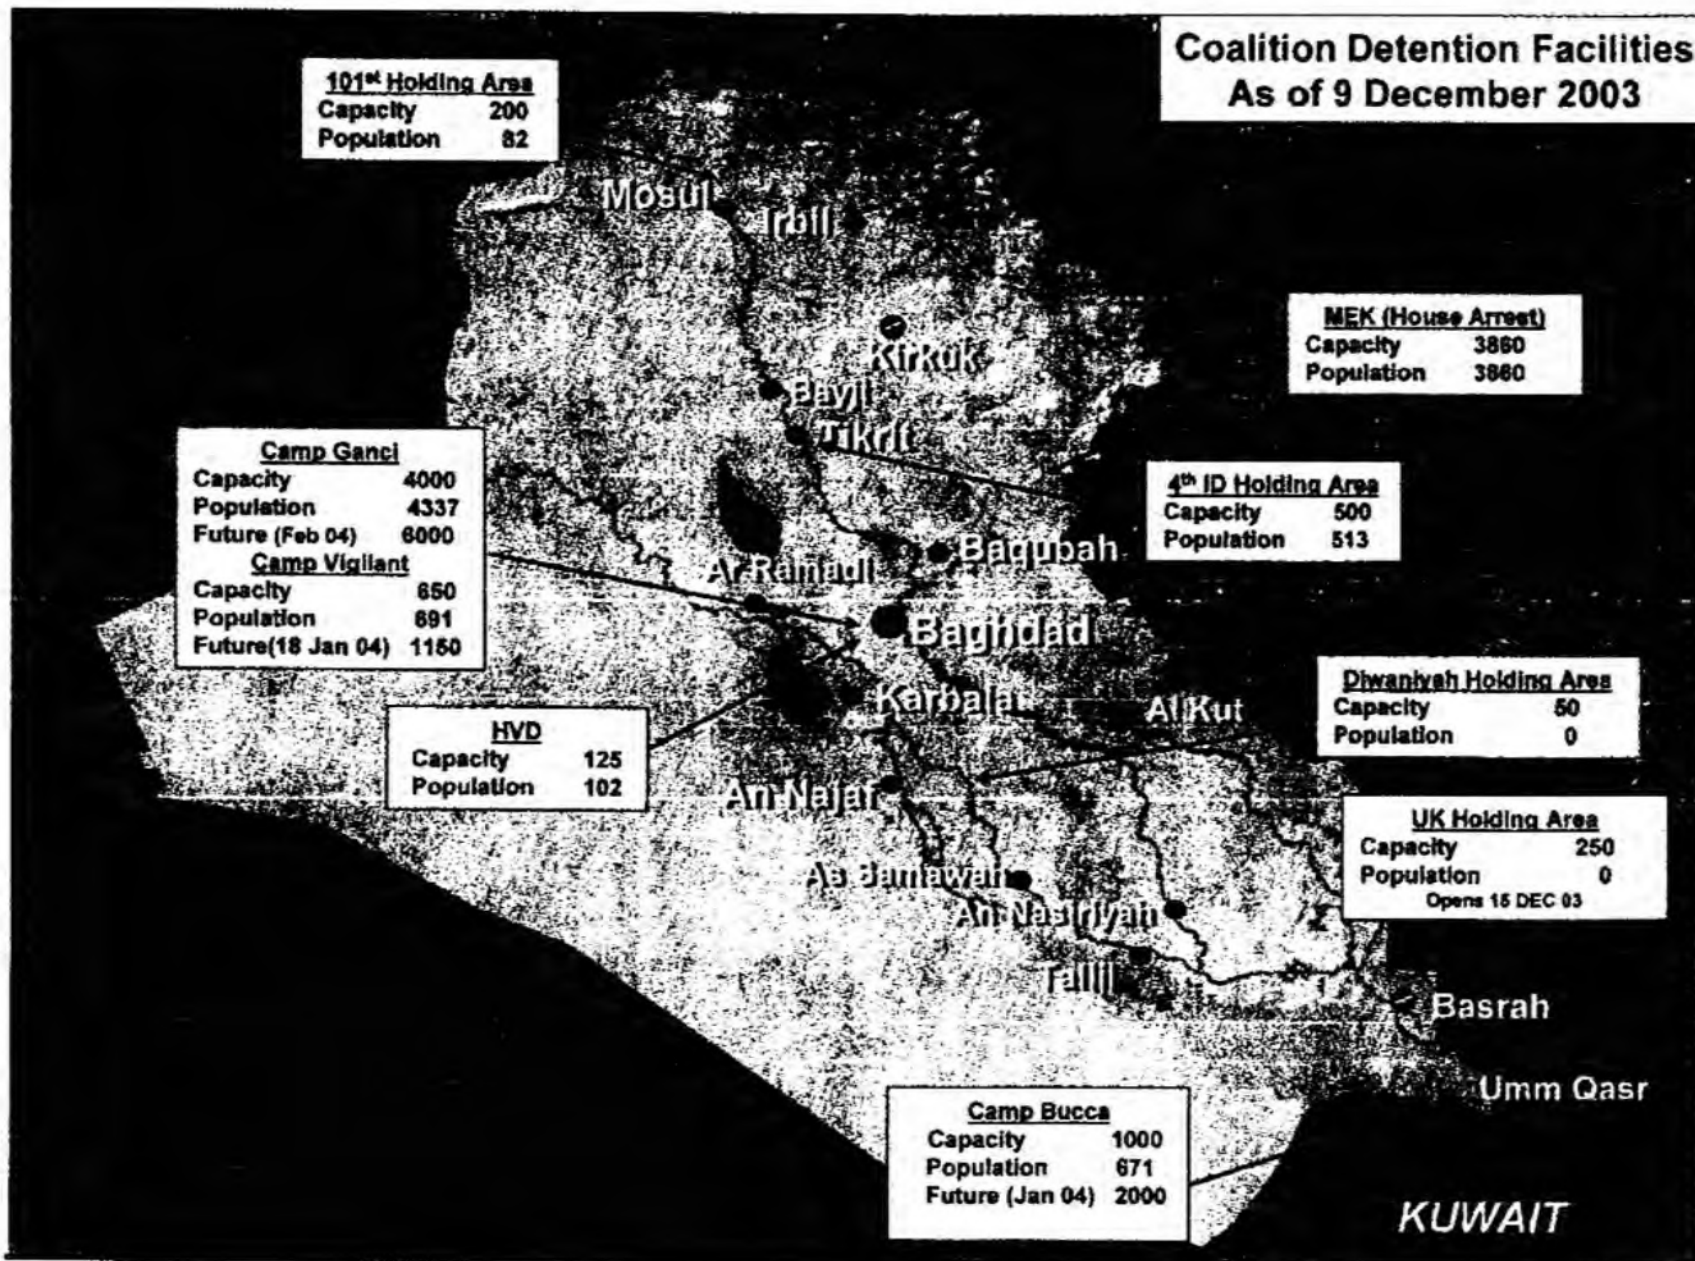 Coalition Detention Facilities
As of 9 December 2003
101st Holding Area
Capacity 200
Population 82
Mosul
Irbil
MEK (House Arrest)
Capacity 3860
Population 3860
Kirkuk
Bayji
Tikrit
Camp Ganci
Capacity 4000
Population 4337
Future (Feb 04) 6000
Camp Vigilant
Capacity 650
Population 691
Future(18 Jan 04) 1150
4th ID Holding Area
Capacity 500
Population 513
Baqubah
Ar Ramadi
Baghdad
Diwaniyah Holding Area
Capacity 50
Population 0
Karbala
Al Kut
HVD
Capacity 125
Population 102
An Najaf
UK Holding Area
Capacity 250
Population 0
Opens 15 DEC 03
As Samawah
An Nasiriyah
Tallil
Basrah
Umm Qasr
Camp Bucca
Capacity 1000
Population 671
Future (Jan 04) 2000
KUWAIT